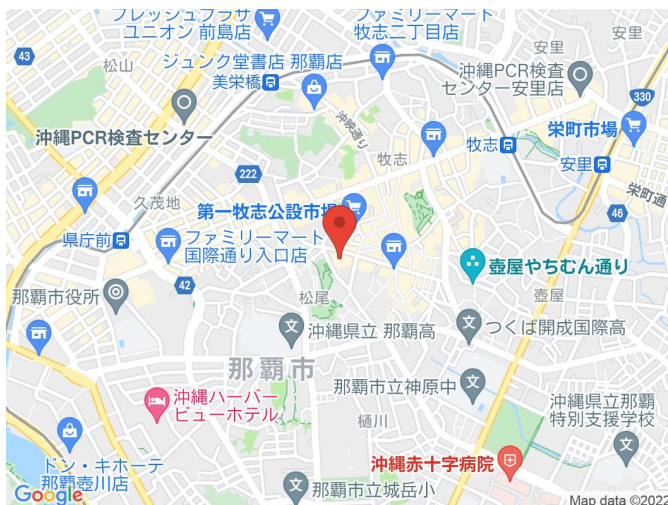 フレッシュプラザ
ユニオン 前島店
ファミリーマート
牧志二丁目店
安里
43
松山
ジュンク堂書店 那覇店
美栄橋
沖縄PCR検査
センター安里店
330
沖縄PCR検査センター
沖映通り
牧志
牧志
栄町市場
安里
222
栄町通
久茂地
第一牧志公設市場
46
県庁前
ファミリーマート
国際通り入口店
壺屋やちむん通り
42
那覇市役所
松尾
壺屋
沖縄県立 那覇高
つくば開成国際高
那覇市
那覇市立神原中
沖縄ハーバー
ビューホテル
沖縄県立那覇
特別支援学校
樋川
沖縄赤十字病院
ドン・キホーテ
那覇壺川店
那覇市立城岳小
Google
Map data ©2022